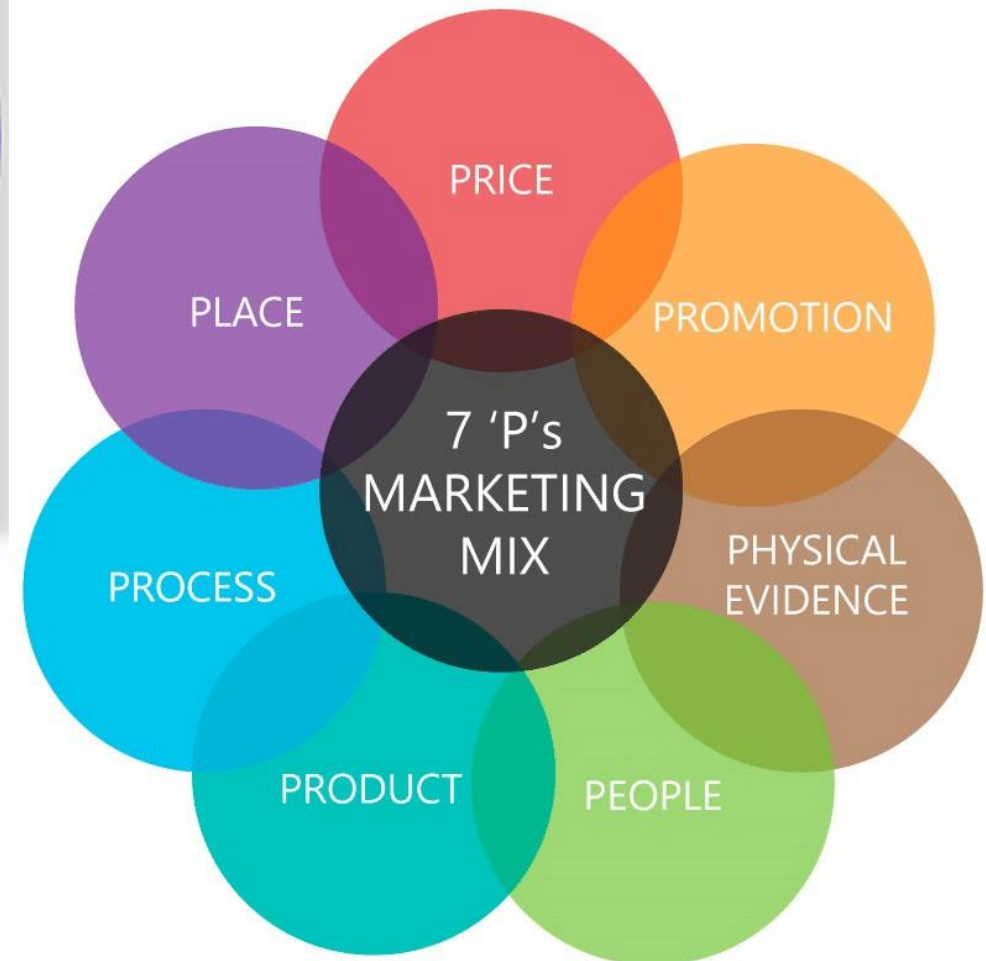 PRICE
PROMOTION
PLACE
7 ‘P’s
MARKETING
MIX
PHYSICAL
EVIDENCE
PROCESS
PRODUCT
PEOPLE